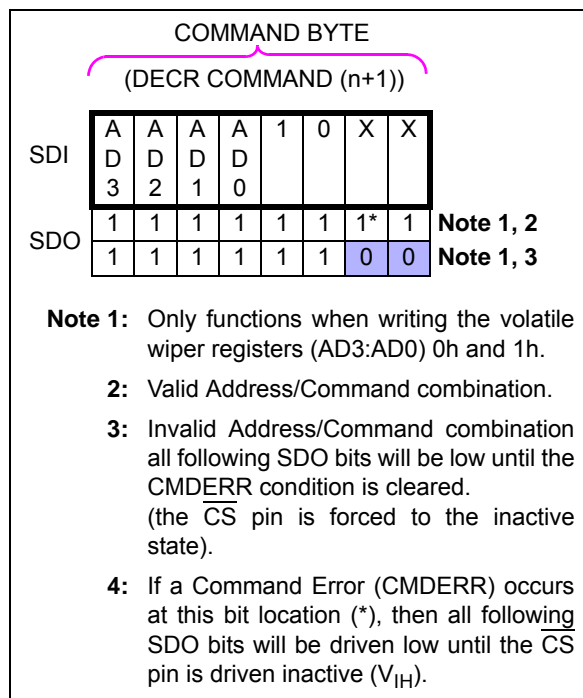 COMMAND BYTE
(DECR COMMAND (n+1))
SDI
A A A A 1 0 X X
D D D D
3 2 1 0
SDO
1 1 1 1 1 1 1* 1 Note 1, 2
1 1 1 1 1 1 0 0 Note 1, 3
Note 1: Only functions when writing the volatile
wiper registers (AD3:AD0) 0h and 1h.
2: Valid Address/Command combination.
3: Invalid Address/Command combination
all following SDO bits will be low until the
CMDERR condition is cleared.
(the CS pin is forced to the inactive
state).
4: If a Command Error (CMDERR) occurs
at this bit location (*), then all following
SDO bits will be driven low until the CS
pin is driven inactive (VIH).